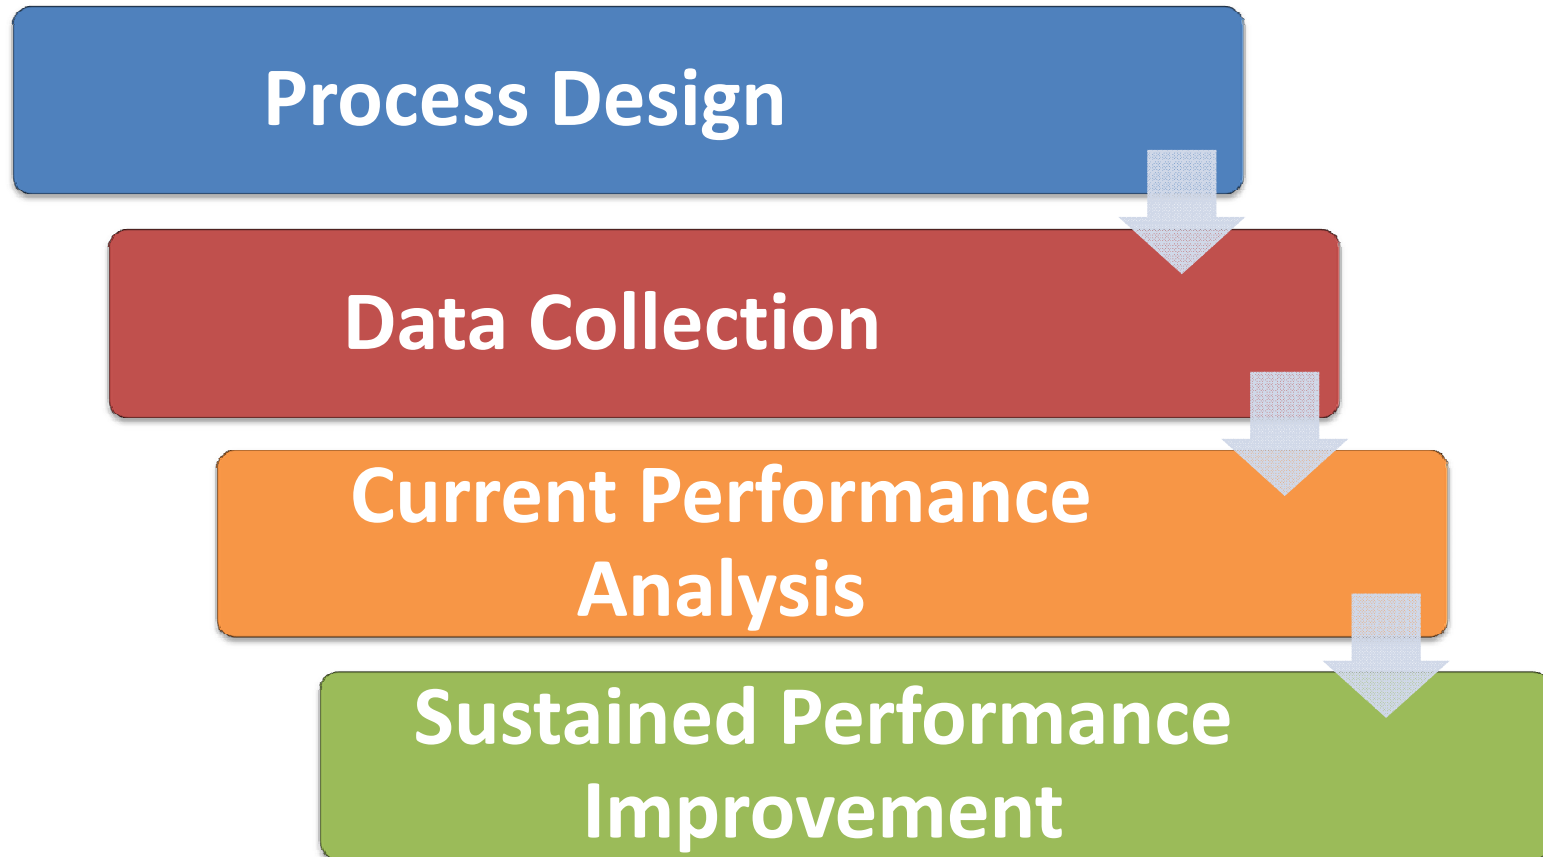 Process Design
Data Collection
Current Performance
Analysis
Sustained Performance
Improvement